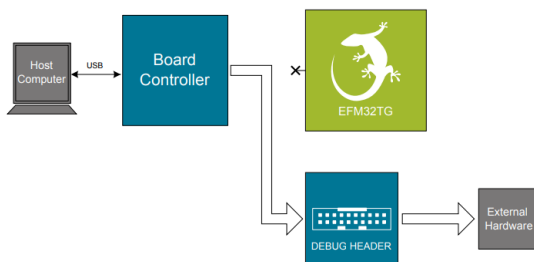 Host
Computer
USB
Board
Controller
EFM32TG
DEBUG HEADER
External
Hardware